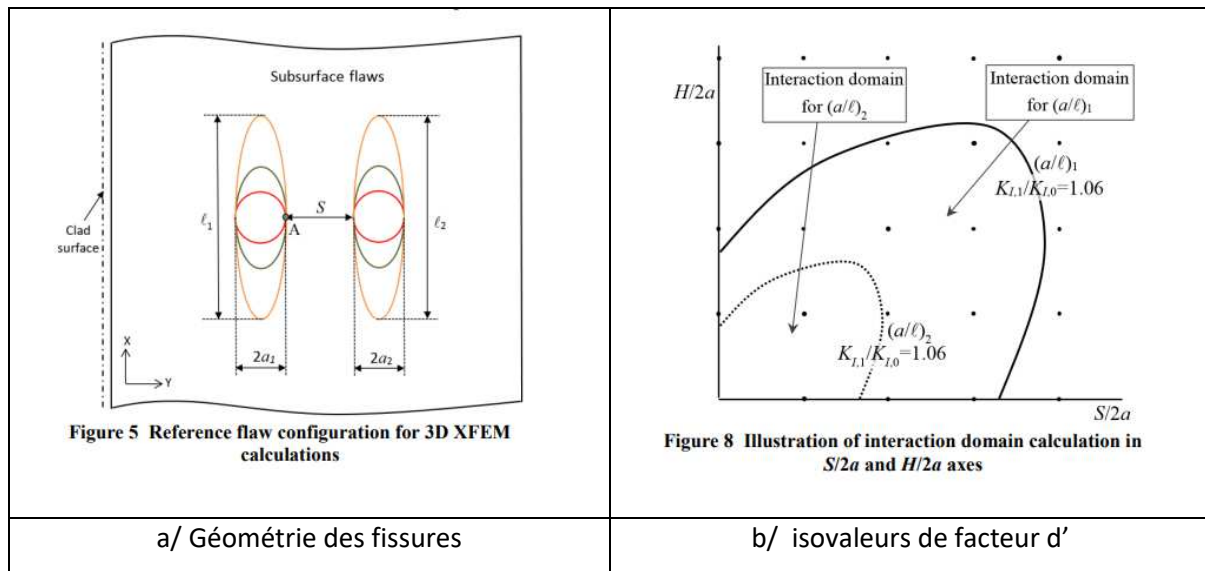 Subsurface flaws
Clad
surface
ℓ1
S
A
ℓ2
2a1
2a2
X
Y
Figure 5 Reference flaw configuration for 3D XFEM
calculations
H/2a
Interaction domain
for (a/ℓ)2
Interaction domain
for (a/ℓ)1
(a/ℓ)1
KI,1/KI,0=1.06
(a/ℓ)2
KI,1/KI,0=1.06
S/2a
Figure 8 Illustration of interaction domain calculation in
S/2a and H/2a axes
a/ Géométrie des fissures
b/ isovaleurs de facteur d’